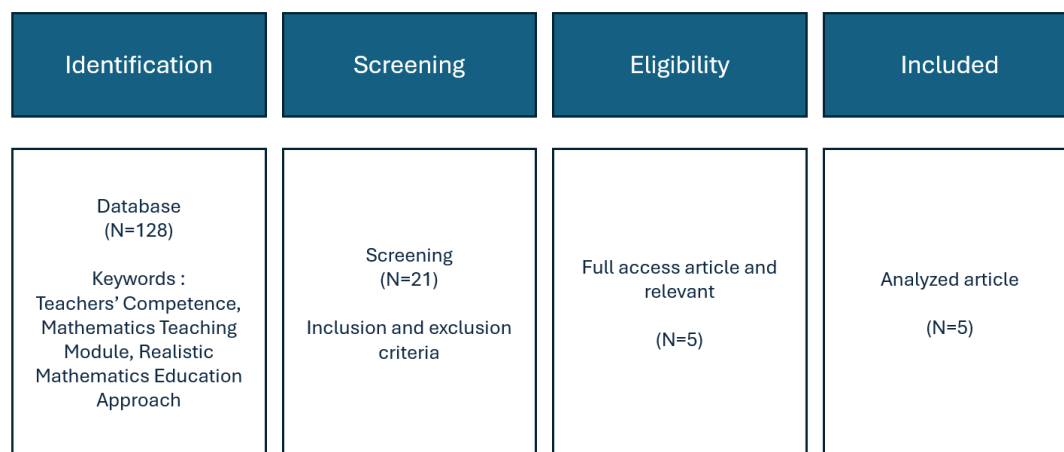 Identification
Screening
Eligibility
Included
Database
(N=128)
Keywords :
Teachers’ Competence,
Mathematics Teaching
Module, Realistic
Mathematics Education
Approach
Screening
(N=21)
Inclusion and exclusion
criteria
Full access article and
relevant
(N=5)
Analyzed article
(N=5)